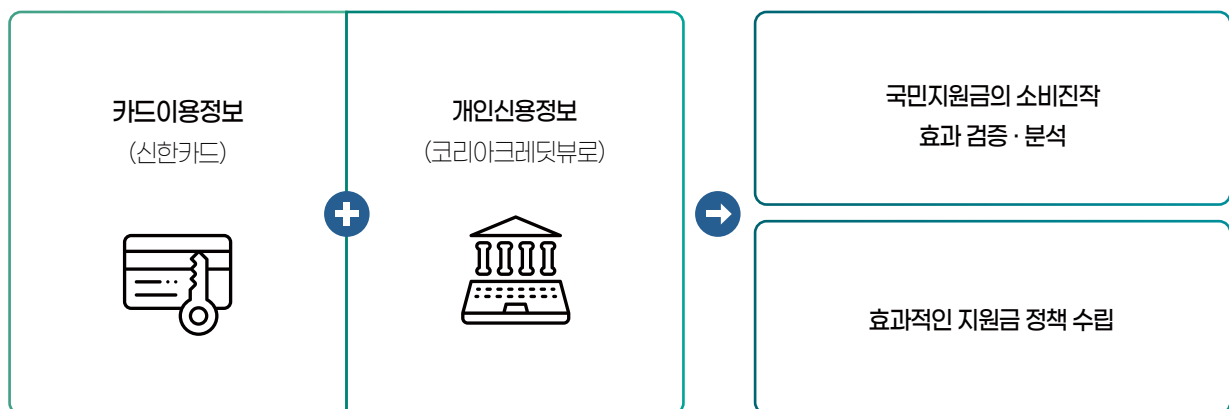 카드이용정보
(신한카드)
개인신용정보
(코리아크레딧뷰로)
국민지원금의 소비진작
효과 검증 · 분석
효과적인 지원금 정책 수립